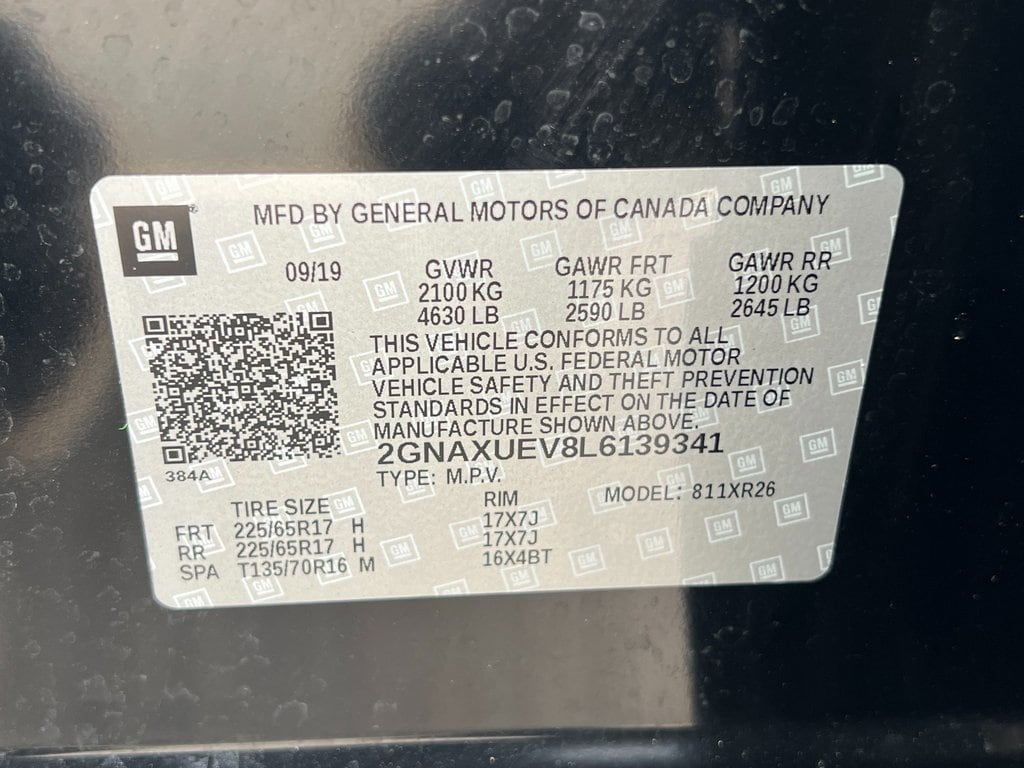 GM
MFD BY GENERAL MOTORS OF CANADA COMPANY
09/19
GVWR GAWR FRT GAWR RR
2100 KG 1175 KG 1200 KG
4630 LB 2590 LB 2645 LB
THIS VEHICLE CONFORMS TO ALL
APPLICABLE U.S. FEDERAL MOTOR
VEHICLE SAFETY AND THEFT PREVENTION
STANDARDS IN EFFECT ON THE DATE OF
MANUFACTURE SHOWN ABOVE.
2GNAXUEV8L6139341
384A
TYPE: M.P.V.
TIRE SIZE RIM MODEL: 811XR26
FRT 225/65R17 H 17X7J
RR 225/65R17 H 17X7J
SPA T135/70R16 M 16X4BT